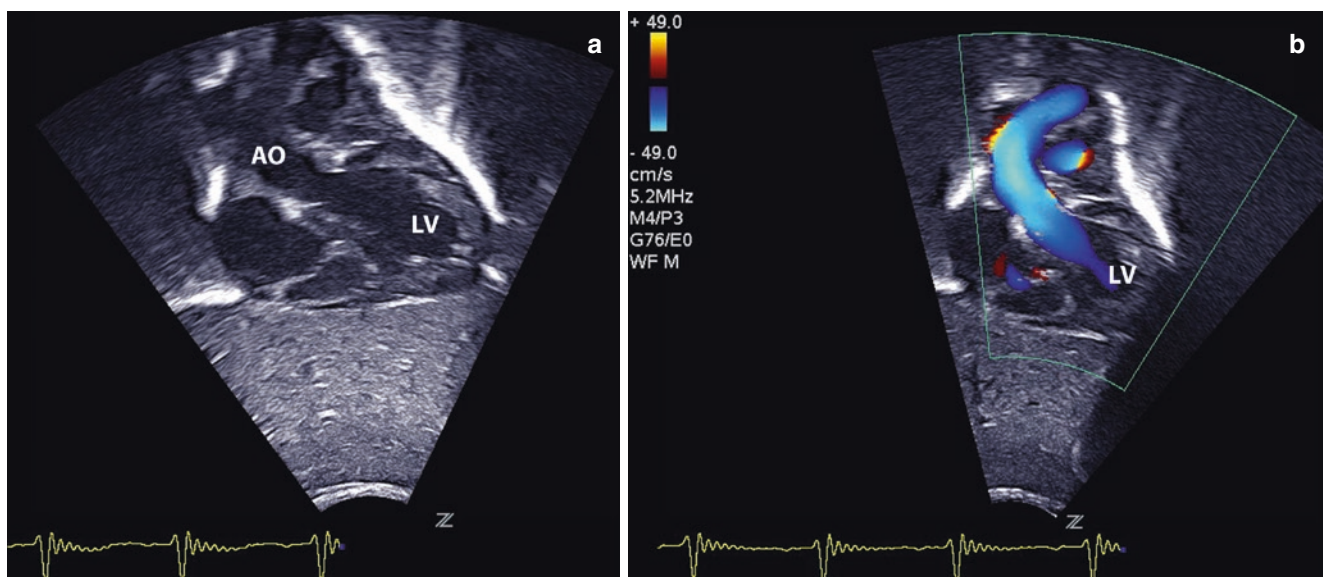 a
AO
LV
b
+ 49.0
- 49.0
cm/s
5.2MHz
M4/P3
G76/E0
WF M
LV